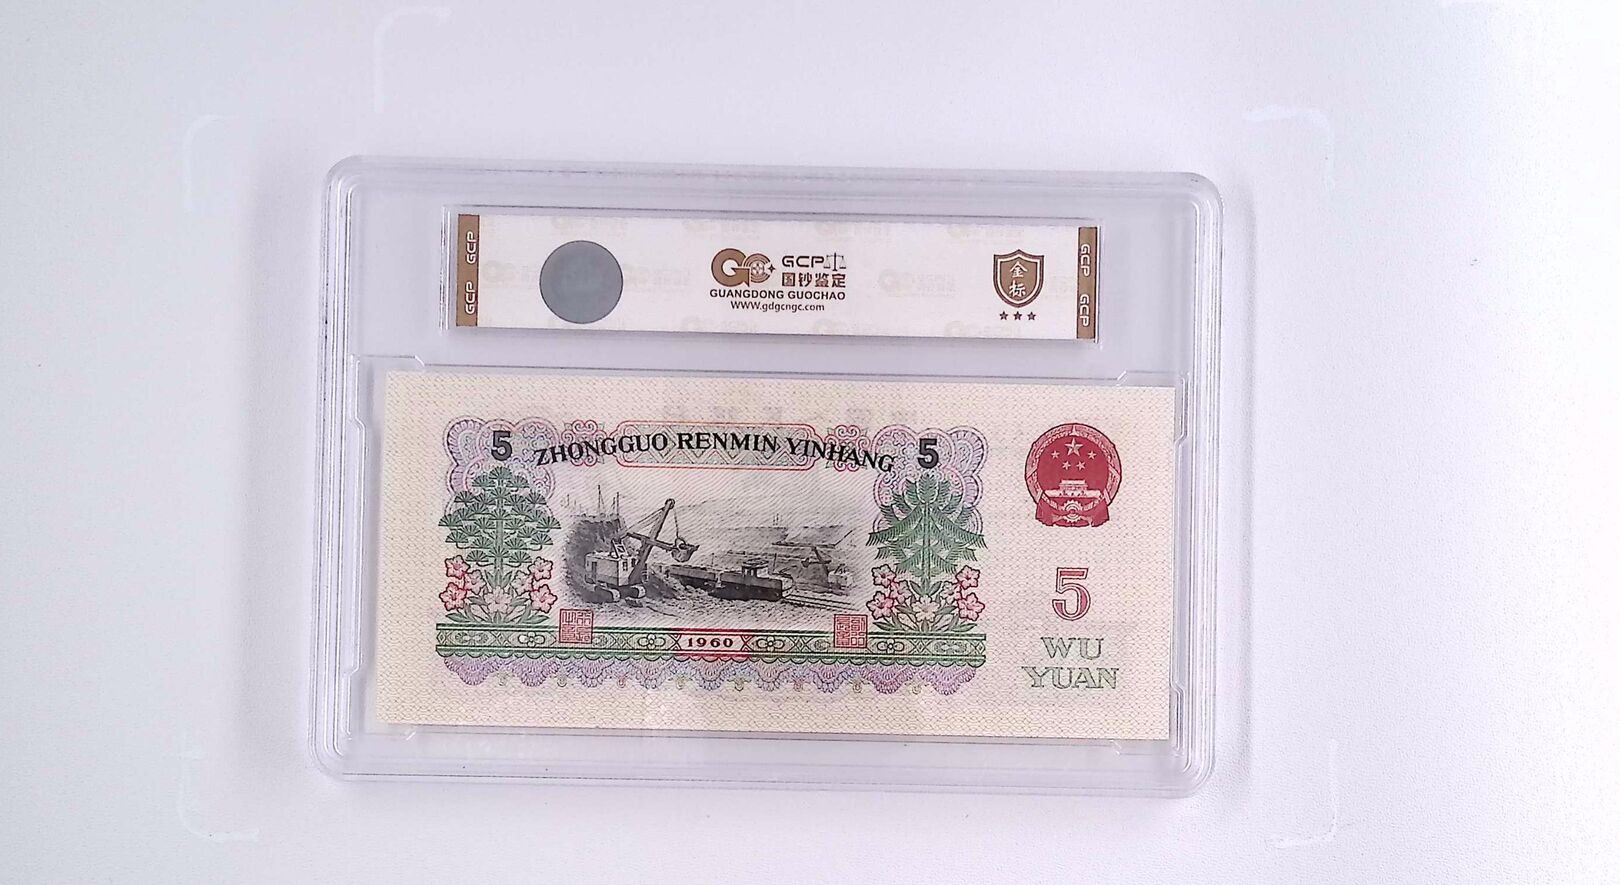 GCP GCP
GCP
国钞鉴定
GUANGDONG GUOCHAO
WWW.gdgcngc.com
金
标
GCP GCP
5 ZHONGGUO RENMIN YINHANG 5
1960
5
WU
YUAN